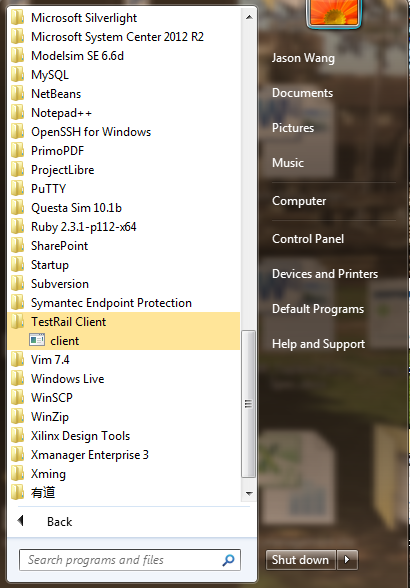 Microsoft Silverlight
Microsoft System Center 2012 R2
Modelsim SE 6.6d
MySQL
NetBeans
Notepad++
OpenSSH for Windows
PrimoPDF
ProjectLibre
PuTTY
Questa Sim 10.1b
Ruby 2.3.1-p112-x64
SharePoint
Startup
Subversion
Symantec Endpoint Protection
TestRail Client
client
Vim 7.4
Windows Live
WinSCP
WinZip
Xilinx Design Tools
Xmanager Enterprise 3
Xming
有道
Back
Search programs and files
Jason Wang
Documents
Pictures
Music
Computer
Control Panel
Devices and Printers
Default Programs
Help and Support
Shut down